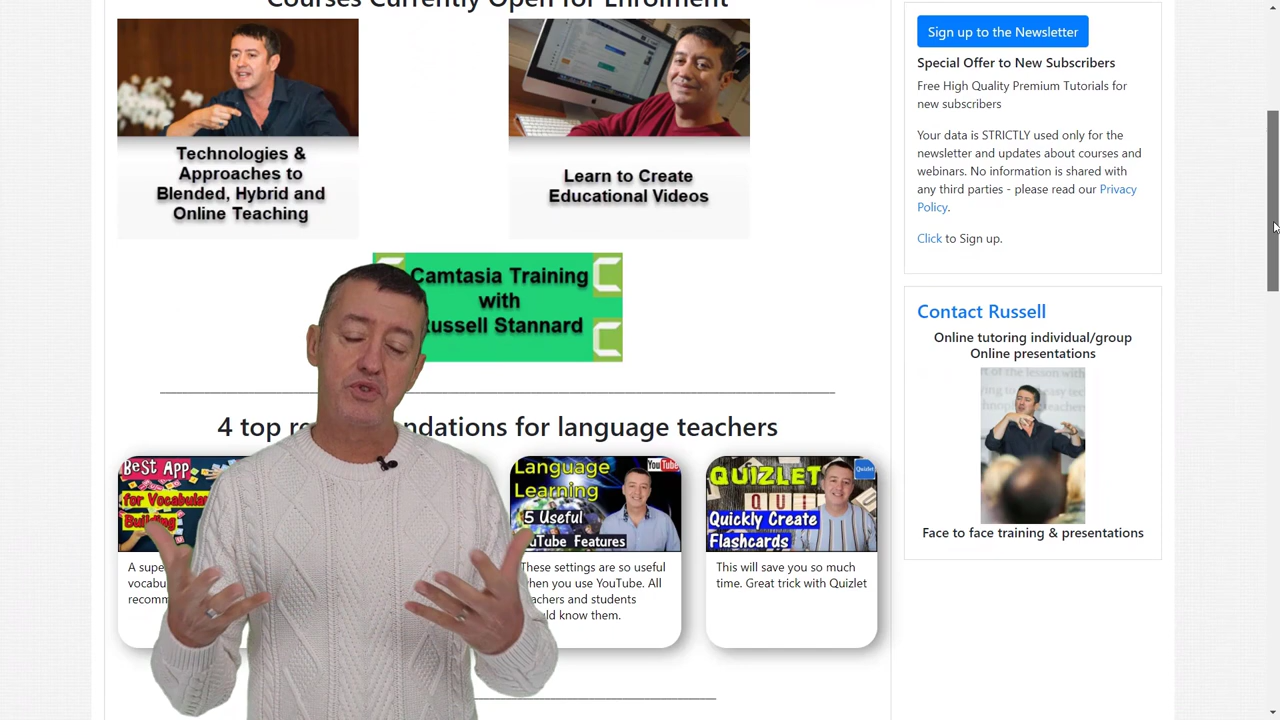 Courses Currently Open for Enrolment
Technologies &
Approaches to
Blended, Hybrid and
Online Teaching
Learn to Create
Educational Videos
Camtasia Training
with
Russell Stannard
4 top
ndations for language teachers
Best App
for Vocabular
Building
A supe
vocabu
recomm
Language
Learning
5 Useful
uTube Features
YouTube
These settings are so useful
when you use YouTube. All
achers and students
uld know them.
QUIZLET
Quizlet
QUI
Quickly Create
Flashcards
This will save you so much
time. Great trick with Quizlet
Sign up to the Newsletter
Special Offer to New Subscribers
Free High Quality Premium Tutorials for
new subscribers
Your data is STRICTLY used only for the
newsletter and updates about courses and
webinars. No information is shared with
any third parties - please read our Privacy
Policy.
Click to Sign up.
Contact Russell
Online tutoring individual/group
Online presentations
Face to face training & presentations